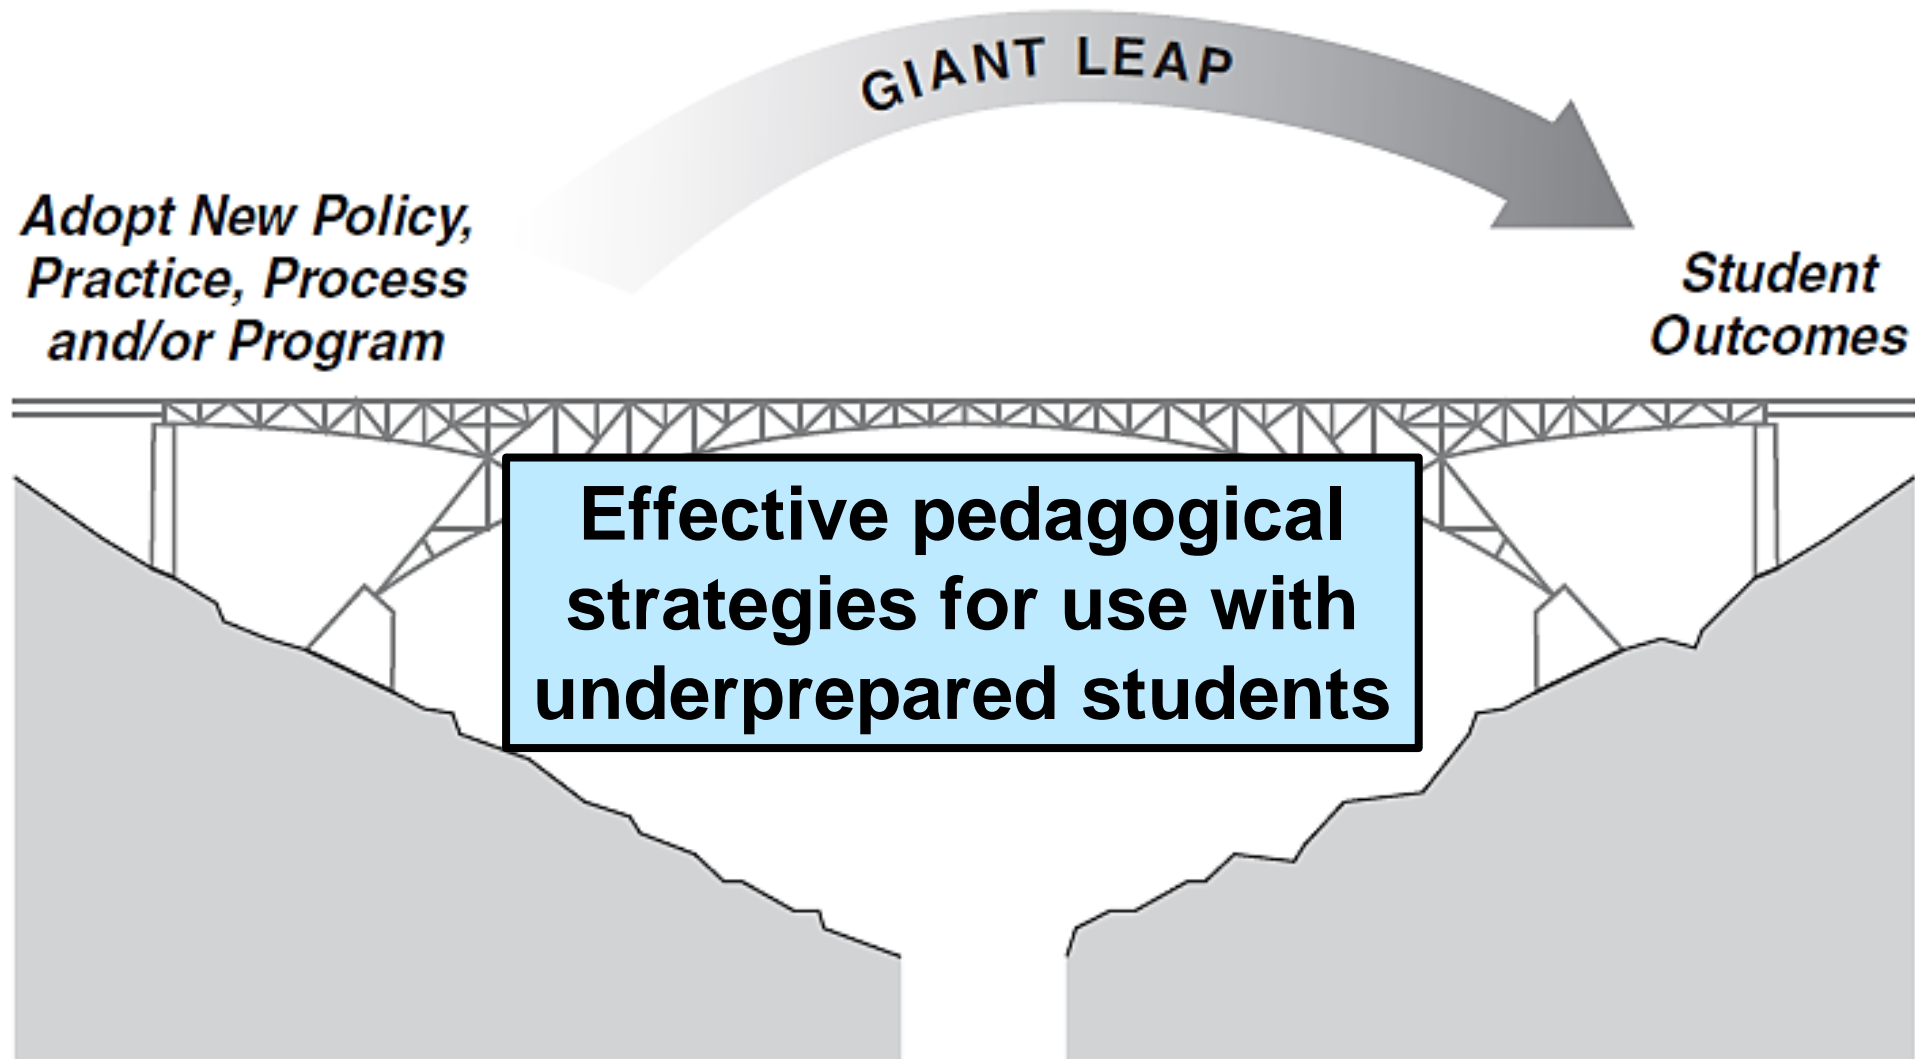 GIANT LEAP
Adopt New Policy,
Practice, Process
and/or Program
Student
Outcomes
Effective pedagogical
strategies for use with
underprepared students